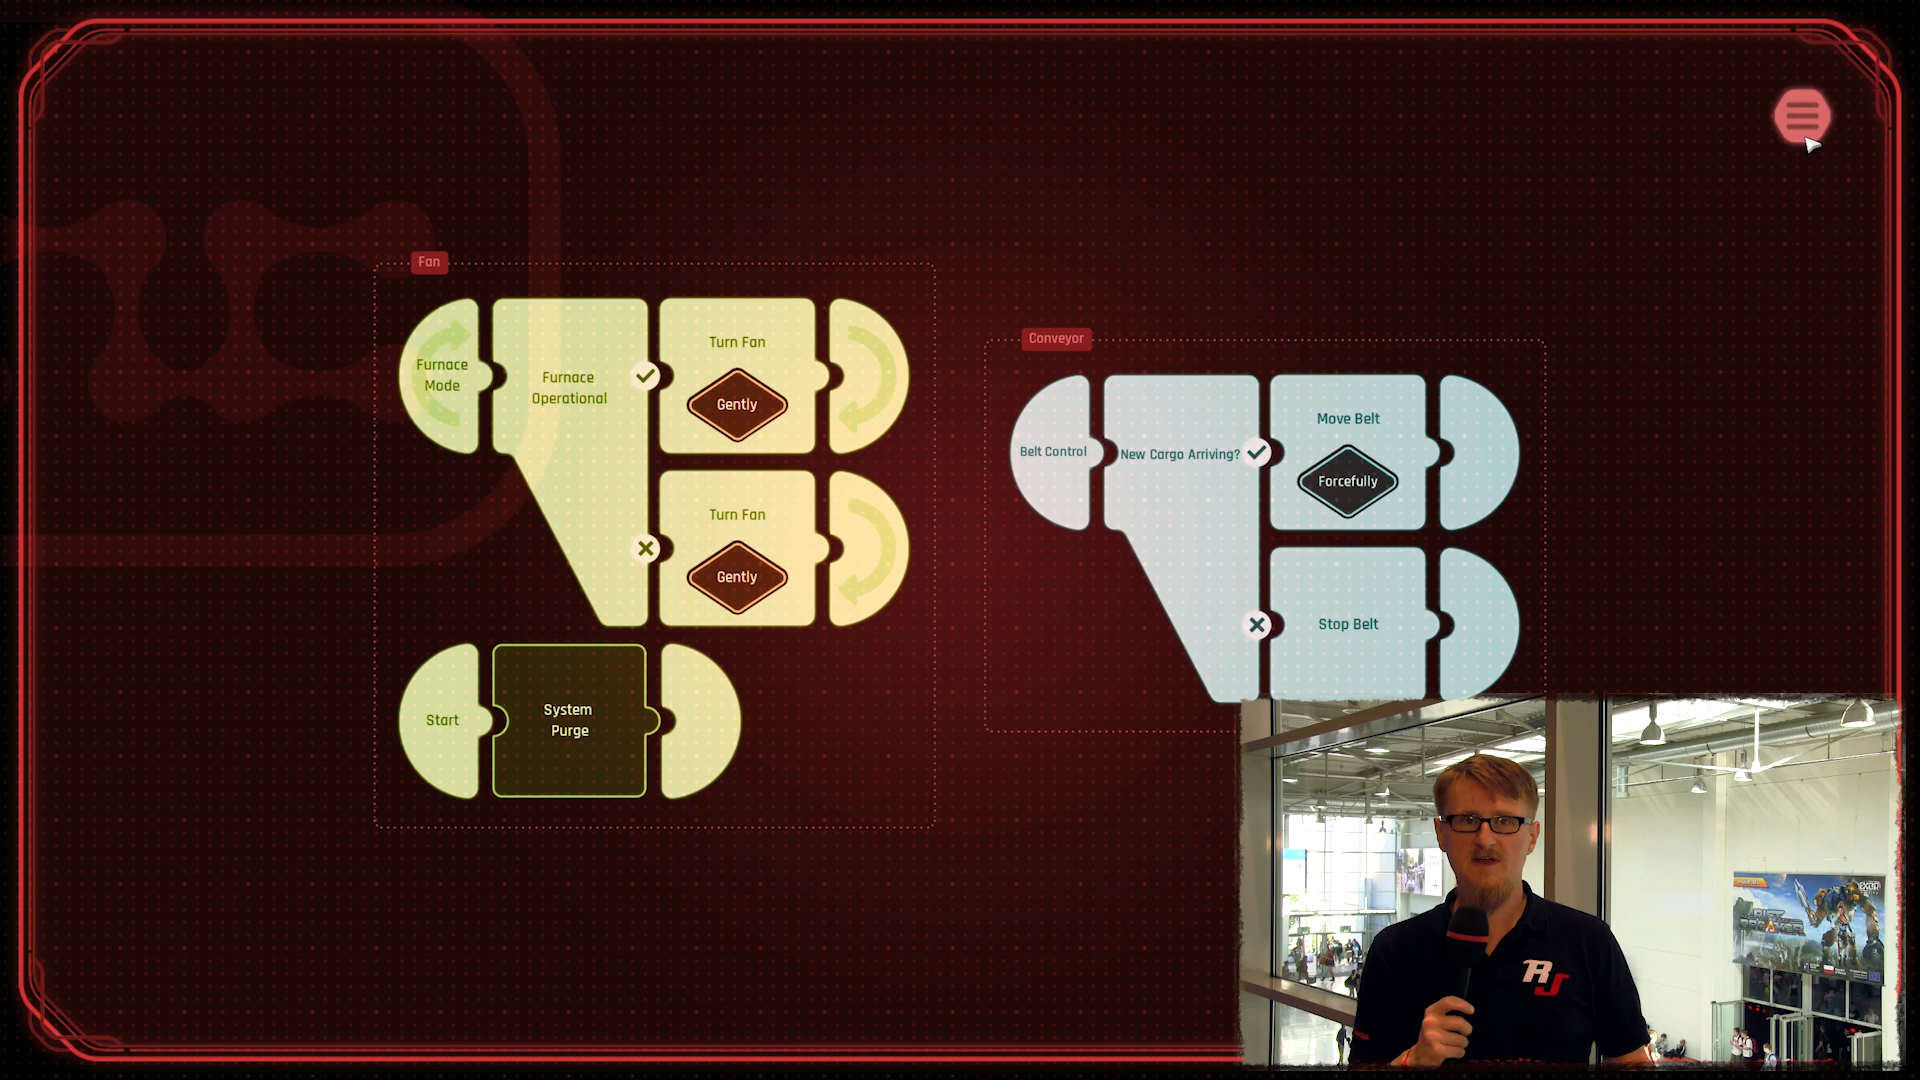 Fan
Furnace
Mode
Furnace
Operational
Turn Fan
Gently
Turn Fan
Gently
Start
System
Purge
Conveyor
Belt Control
New Cargo Arriving?
Move Belt
Forcefully
Stop Belt
RJ
EXOR